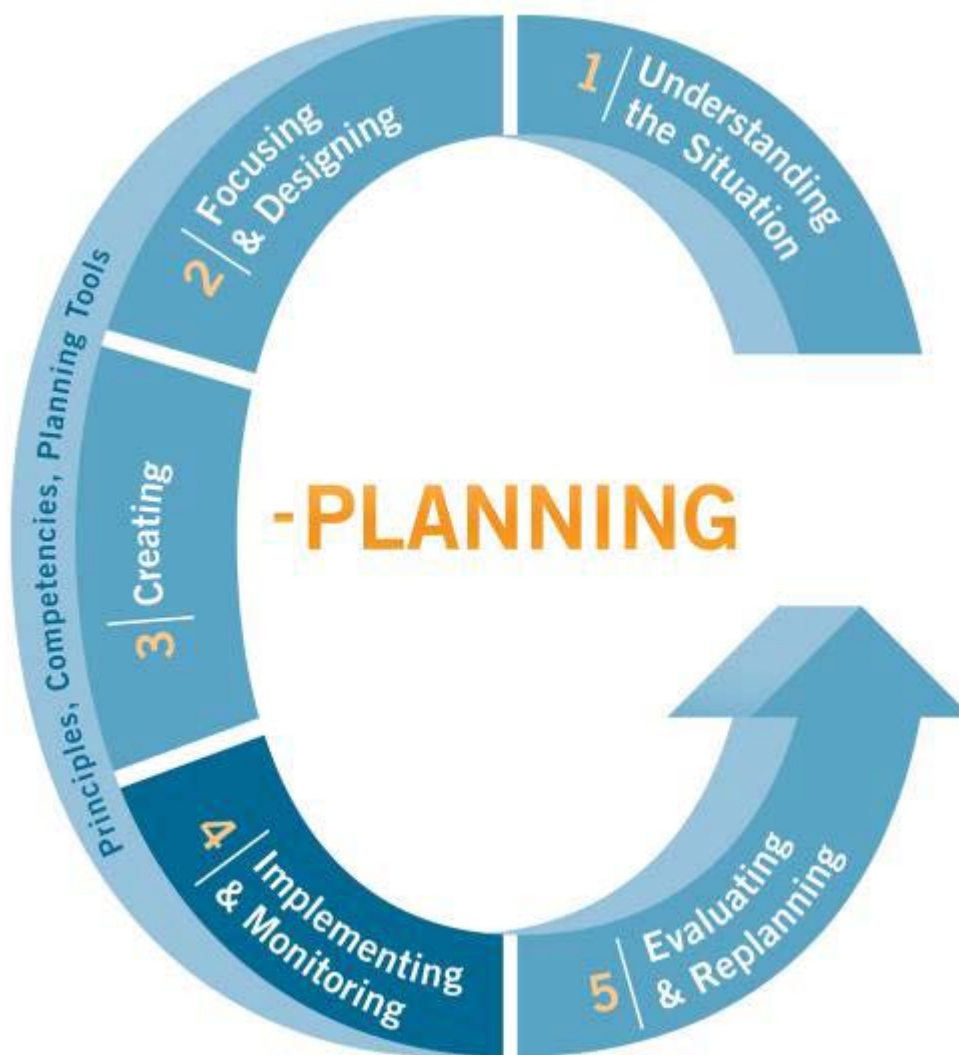 1 Understanding
the Situation
2 Focusing
& Designing
3 Creating
4 Implementing
& Monitoring
5 Evaluating
& Replanning
Principles, Competencies, Planning Tools
C
-PLANNING